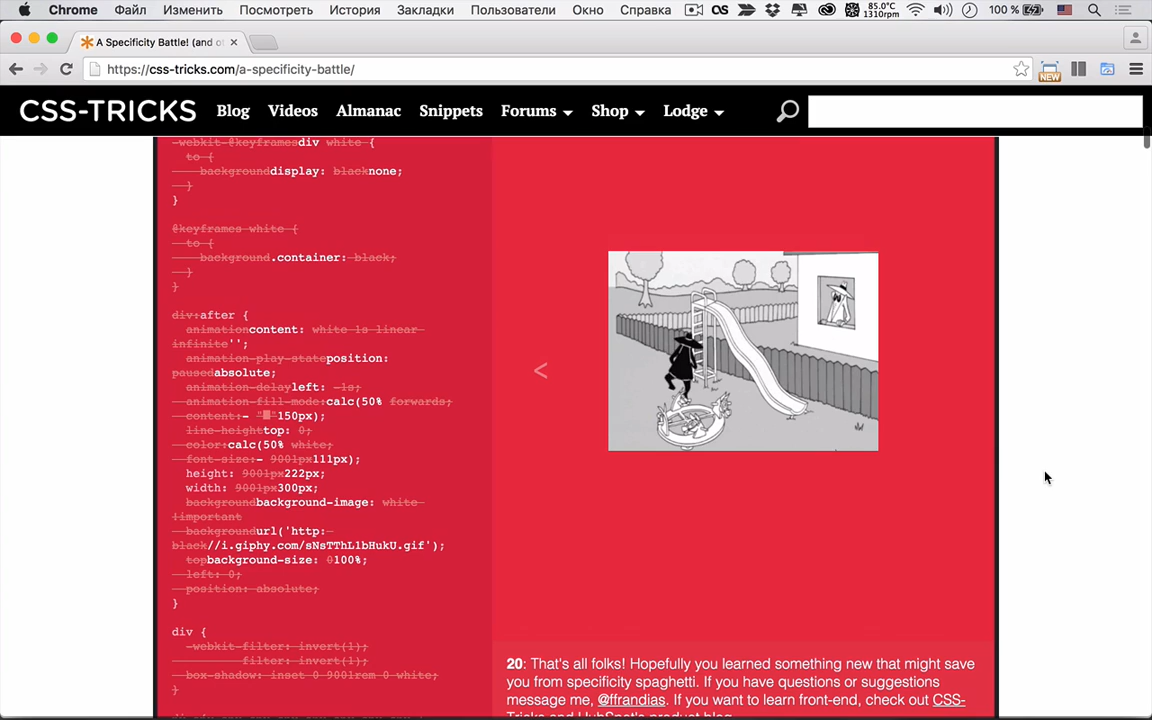 Chrome Файл Изменить Посмотреть История Закладки Пользователи Окно Справка 85.0°C 1310rpm 100 %
A Specificity Battle! (and o
https://css-tricks.com/a-specificity-battle/
NEW
CSS-TRICKS Blog Videos Almanac Snippets Forums Shop Lodge
-webkit-@keyframesdiv white {
to {
backgrounddisplay: blacknone;
}
}
@keyframes white {
to {
background.container: black;
}
}
div:after {
animationcontent: white 1s linear
infinite'';
animation-play-stateposition:
pausedabsolute;
animation-delayleft: -1s;
animation-fill-mode:calc(50% forwards;
content:- "█"150px);
line-heighttop: 0;
color:calc(50% white;
font-size:- 9001px111px);
height: 9001px222px;
width: 9001px300px;
backgroundbackground-image: white
!important
backgroundurl('http:
black//i.giphy.com/sNsTThL1bHukU.gif');
topbackground-size: 0100%;
left: 0;
position: absolute;
}
<
div {
-webkit-filter: invert(1);
filter: invert(1);
box-shadow: inset 0 9001rem 0 white;
}
20: That's all folks! Hopefully you learned something new that might save
you from specificity spaghetti. If you have questions or suggestions
message me, @ffrandias. If you want to learn front-end, check out CSS-
Tricks and HubSpot's product blog.